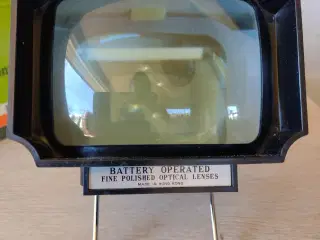 BATTERY OPERATED
FINE POLISHED OPTICAL LENSES
MADE IN HONG KONG